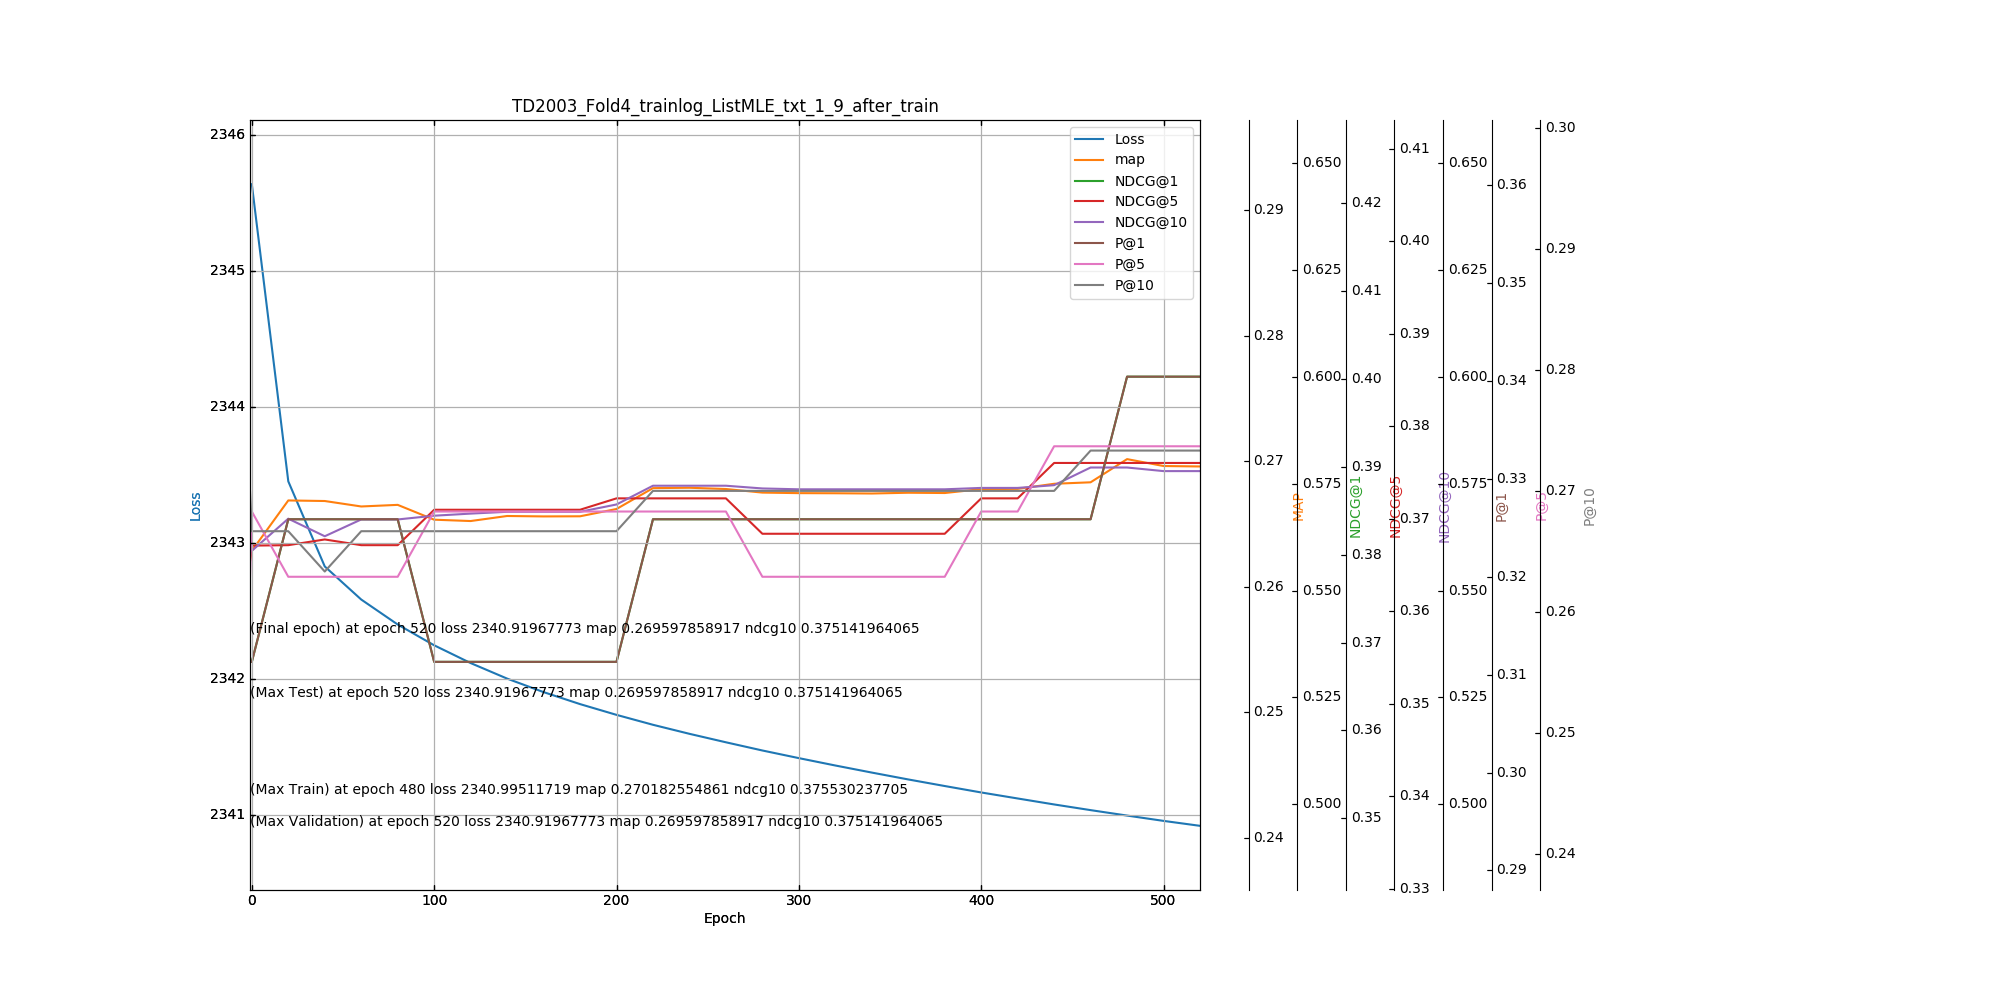 TD2003_Fold4_trainlog_ListMLE_txt_1_9_after_train
Loss
map
NDCG@1
NDCG@5
NDCG@10
P@1
P@5
P@10
2346
2345
2344
2343
2342
2341
Loss
(Final epoch) at epoch 520 loss 2340.91967773 map 0.269597858917 ndcg10 0.375141964065
(Max Test) at epoch 520 loss 2340.91967773 map 0.269597858917 ndcg10 0.375141964065
(Max Train) at epoch 480 loss 2340.99511719 map 0.270182554861 ndcg10 0.375530237705
(Max Validation) at epoch 520 loss 2340.91967773 map 0.269597858917 ndcg10 0.375141964065
0 100 200 300 400 500
Epoch
0.29
0.28
0.27
0.26
0.25
0.24
MAP
0.650
0.625
0.600
0.575
0.550
0.525
0.500
NDCG@1
0.42
0.41
0.40
0.39
0.38
0.37
0.36
0.35
NDCG@5
0.41
0.40
0.39
0.38
0.37
0.36
0.35
0.34
0.33
NDCG@10
0.650
0.625
0.600
0.575
0.550
0.525
0.500
P@1
0.36
0.35
0.34
0.33
0.32
0.31
0.30
0.29
P@5
0.30
0.29
0.28
0.27
0.26
0.25
0.24
P@10